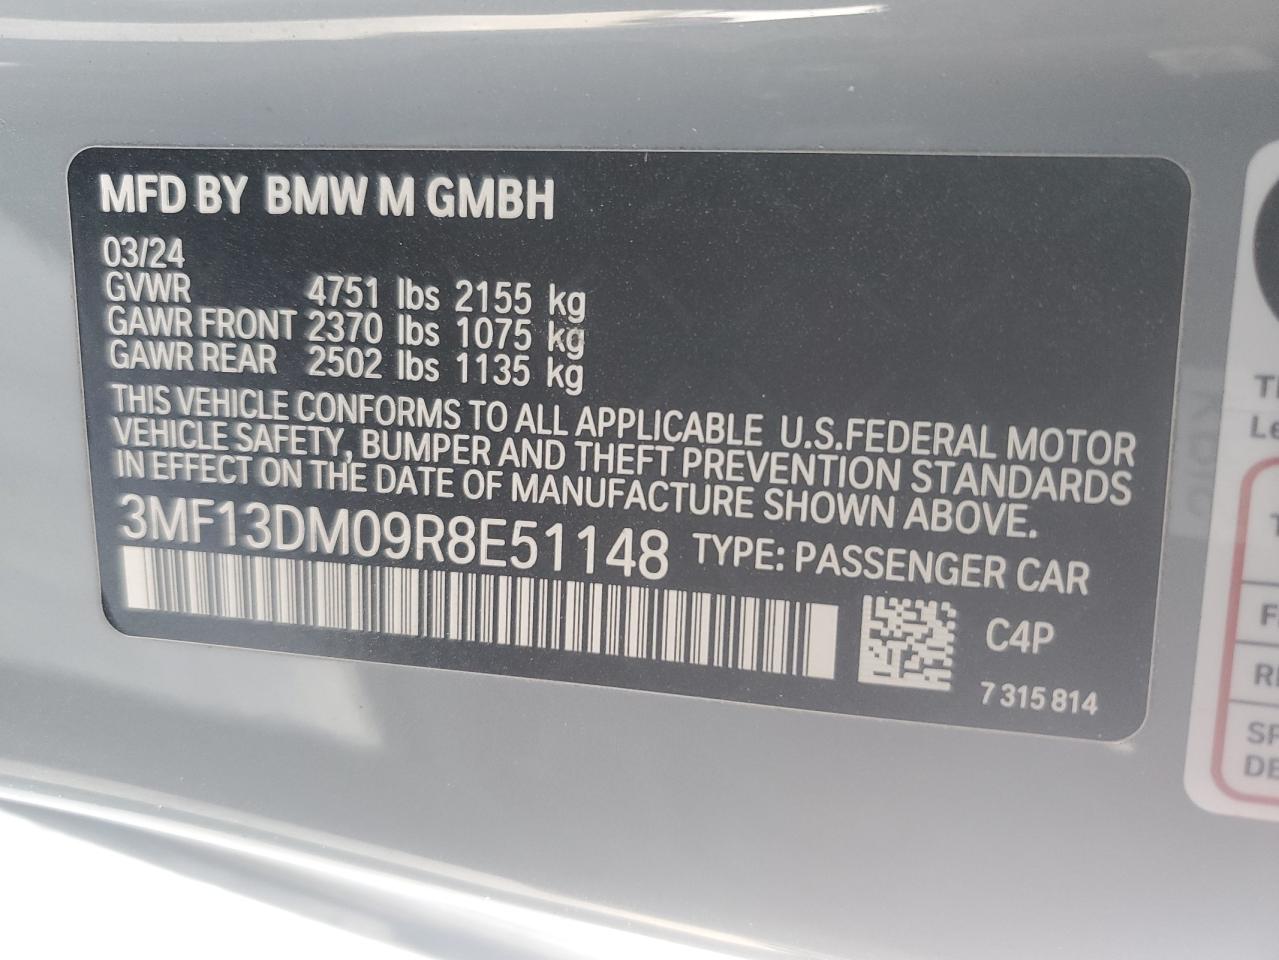 MFD BY BMW M GMBH
03/24
GVWR 4751 lbs 2155 kg
GAWR FRONT 2370 lbs 1075 kg
GAWR REAR 2502 lbs 1135 kg
THIS VEHICLE CONFORMS TO ALL APPLICABLE U.S.FEDERAL MOTOR
VEHICLE SAFETY, BUMPER AND THEFT PREVENTION STANDARDS
IN EFFECT ON THE DATE OF MANUFACTURE SHOWN ABOVE.
3MF13DM09R8E51148 TYPE: PASSENGER CAR
C4P
7 315 814